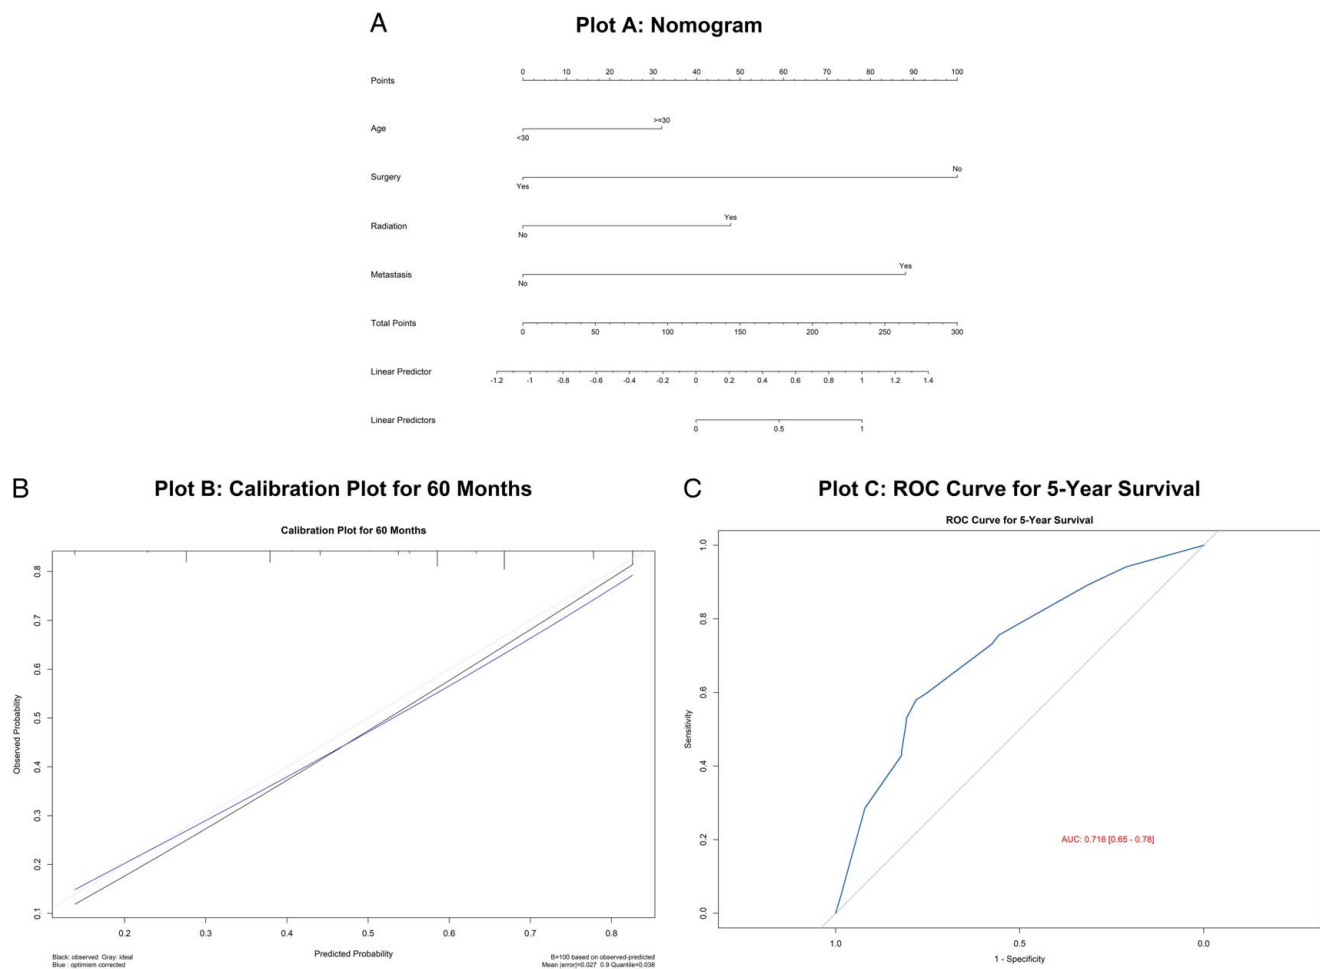 A
Plot A: Nomogram
Points
0 10 20 30 40 50 60 70 80 90 100
Age
>=30
<30
Surgery
No
Yes
Radiation
Yes
No
Metastasis
Yes
No
Total Points
0 50 100 150 200 250 300
Linear Predictor
-1.2 -1 -0.8 -0.6 -0.4 -0.2 0 0.2 0.4 0.6 0.8 1 1.2 1.4
Linear Predictors
0 0.5 1
B
Plot B: Calibration Plot for 60 Months
Calibration Plot for 60 Months
Observed Probability
0.8
0.7
0.6
0.5
0.4
0.3
0.2
0.1
0.2 0.3 0.4 0.5 0.6 0.7 0.8
Predicted Probability
Black: observed Gray: ideal
Blue : optimism corrected
B=100 based on observed-predicted
Mean |error|=0.027 0.9 Quantile=0.036
C
Plot C: ROC Curve for 5-Year Survival
ROC Curve for 5-Year Survival
Sensitivity
1.0
0.8
0.6
0.4
0.2
0.0
AUC: 0.716 [0.65 - 0.78]
1.0 0.5 0.0
1 - Specificity